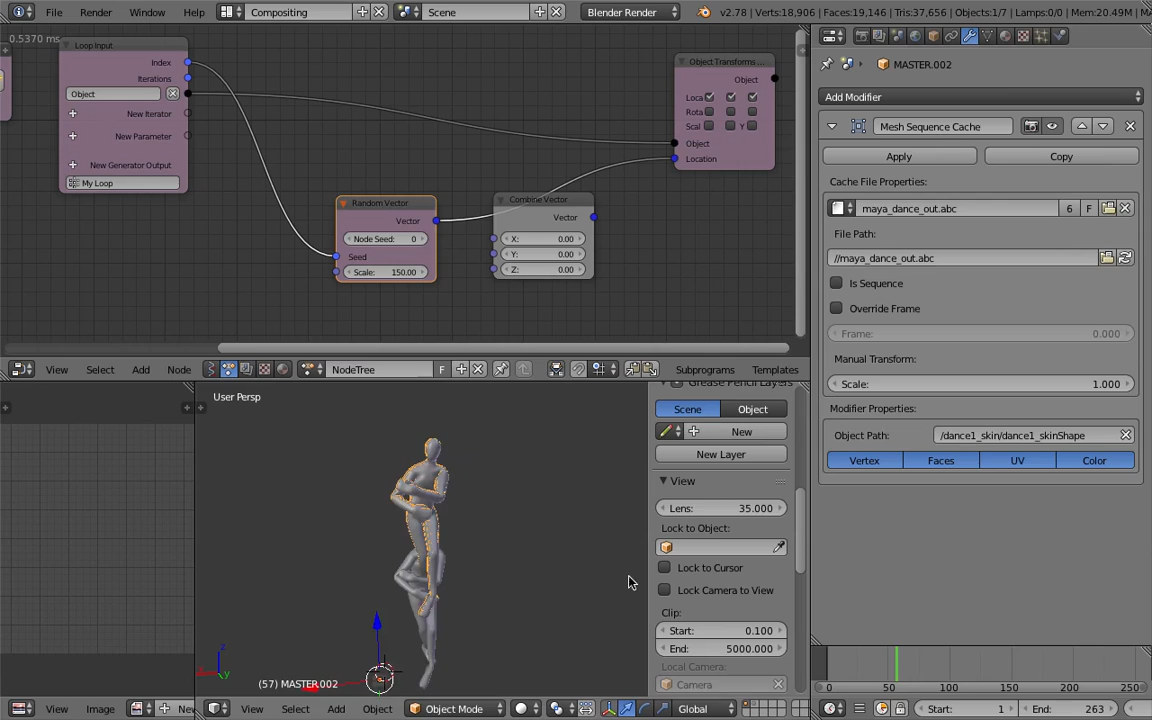 File Render Window Help Compositing Scene Blender Render v2.78 | Verts:18,906 | Faces:19,146 | Tris:37,656 | Objects:1/7 | Lamps:0/0 | Mem:20.49M
0.5370 ms
Loop Input
Index
Iterations
Object
New Iterator
New Parameter
New Generator Output
My Loop
Random Vector
Vector
Node Seed: 0
Seed
Scale: 150.00
Combine Vector
Vector
X: 0.00
Y: 0.00
Z: 0.00
Object Transforms ...
Object
Loca
Rota
Scal Y
Object
Location
View Select Add Node NodeTree F Subprograms Templates
MASTER.002
Add Modifier
Mesh Sequence Cache
Apply Copy
Cache File Properties:
maya_dance_out.abc 6 F
File Path:
//maya_dance_out.abc
Is Sequence
Override Frame
Frame: 0.000
Manual Transform:
Scale: 1.000
Modifier Properties:
Object Path: /dance1_skin/dance1_skinShape
Vertex Faces UV Color
User Persp
z
y
(57) MASTER.002
Grease Pencil Layers
Scene Object
New
New Layer
View
Lens: 35.000
Lock to Object:
Lock to Cursor
Lock Camera to View
Clip:
Start: 0.100
End: 5000.000
Local Camera:
Camera
0 50 100 150 200 250
View Image New View Select Add Object Object Mode Global Start: 1 End: 263